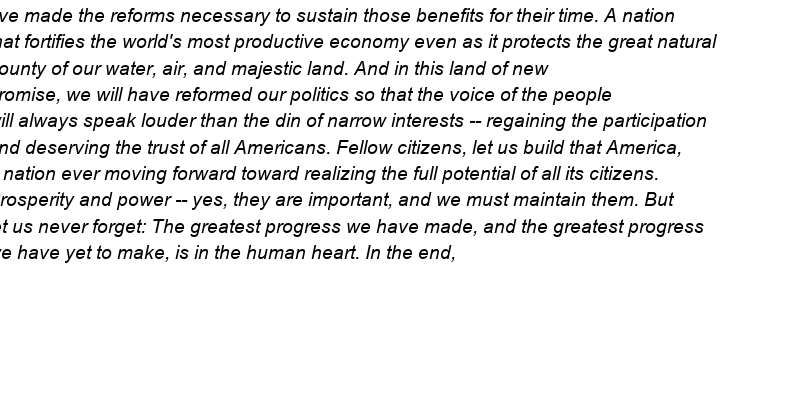 ve made the reforms necessary to sustain those benefits for their time. A nation
hat fortifies the world's most productive economy even as it protects the great natural
ounty of our water, air, and majestic land. And in this land of new
romise, we will have reformed our politics so that the voice of the people
ill always speak louder than the din of narrow interests -- regaining the participation
nd deserving the trust of all Americans. Fellow citizens, let us build that America,
nation ever moving forward toward realizing the full potential of all its citizens.
rosperity and power -- yes, they are important, and we must maintain them. But
et us never forget: The greatest progress we have made, and the greatest progress
ve have yet to make, is in the human heart. In the end,